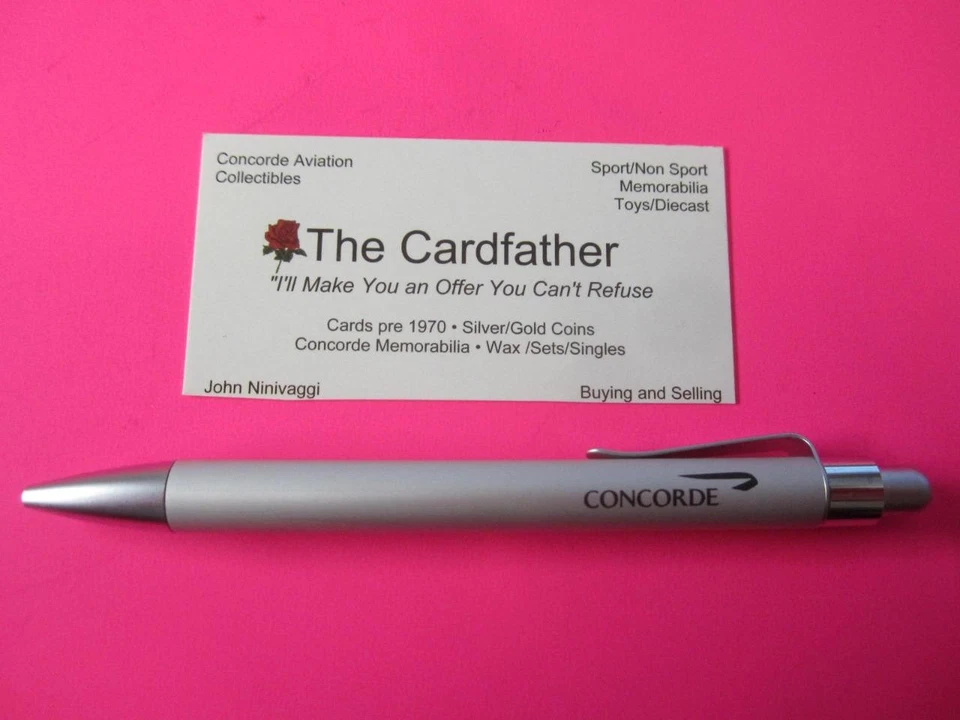 Concorde Aviation
Collectibles
Sport/Non Sport
Memorabilia
Toys/Diecast
The Cardfather
"I'll Make You an Offer You Can't Refuse
Cards pre 1970 • Silver/Gold Coins
Concorde Memorabilia • Wax /Sets/Singles
John Ninivaggi
Buying and Selling
CONCORDE